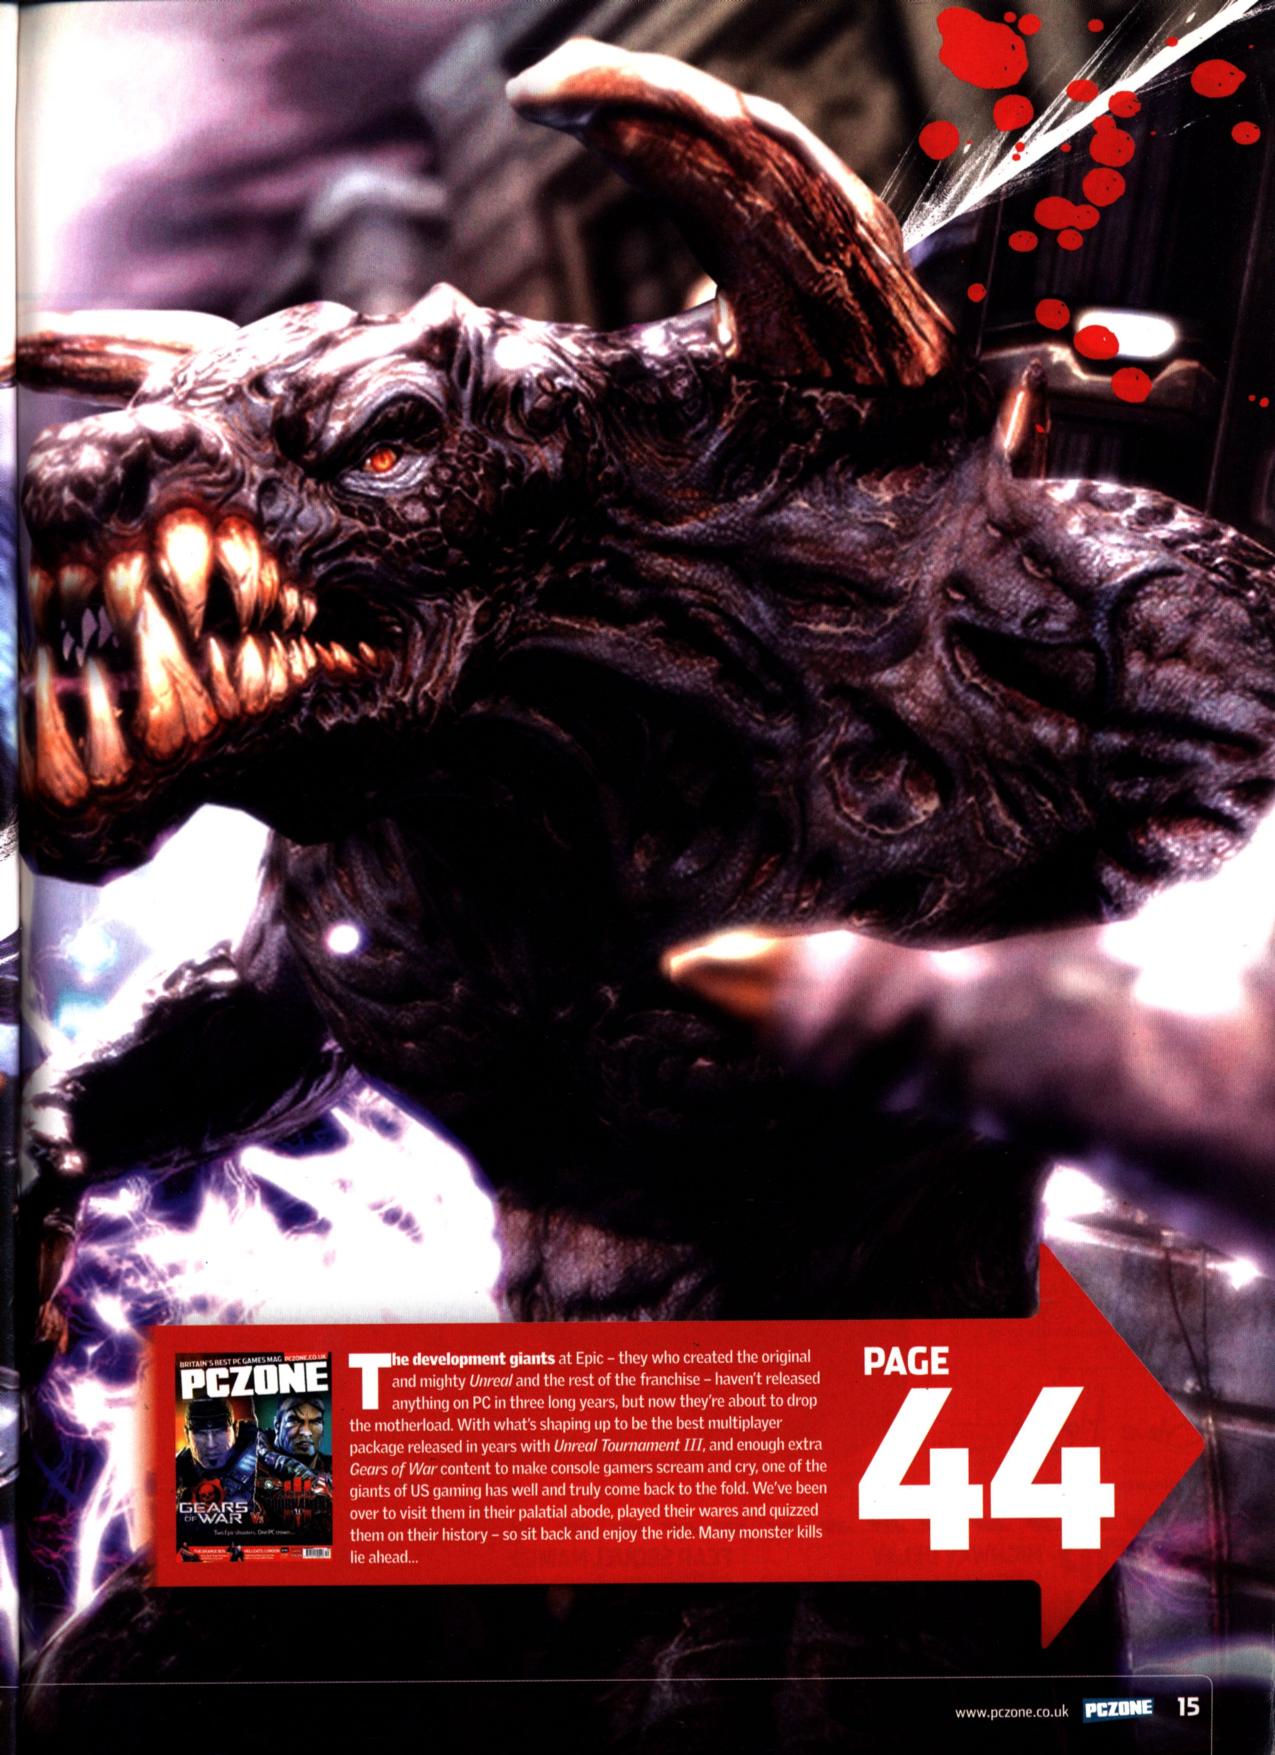 BRITAIN'S BEST PC GAMES MAG PCZONE.CO.UK
PCZONE
GEARS
OF WAR
Two Epic shooters. One PC crown...
The development giants at Epic – they who created the original
and mighty Unreal and the rest of the franchise – haven't released
anything on PC in three long years, but now they're about to drop
the motherload. With what's shaping up to be the best multiplayer
package released in years with Unreal Tournament III, and enough extra
Gears of War content to make console gamers scream and cry, one of the
giants of US gaming has well and truly come back to the fold. We've been
over to visit them in their palatial abode, played their wares and quizzed
them on their history – so sit back and enjoy the ride. Many monster kills
lie ahead...
PAGE
44
www.pczone.co.uk PCZONE 15